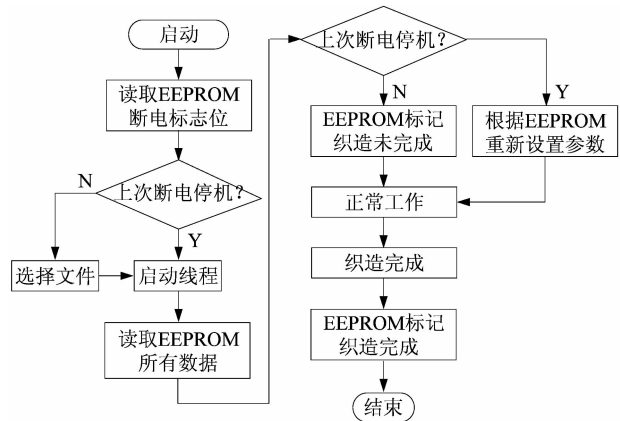 启动
读取EEPROM
断电标志位
上次断电停机?
N
Y
选择文件
启动线程
读取EEPROM
所有数据
上次断电停机?
N
Y
EEPROM标记
织造未完成
根据EEPROM
重新设置参数
正常工作
织造完成
EEPROM标记
织造完成
结束